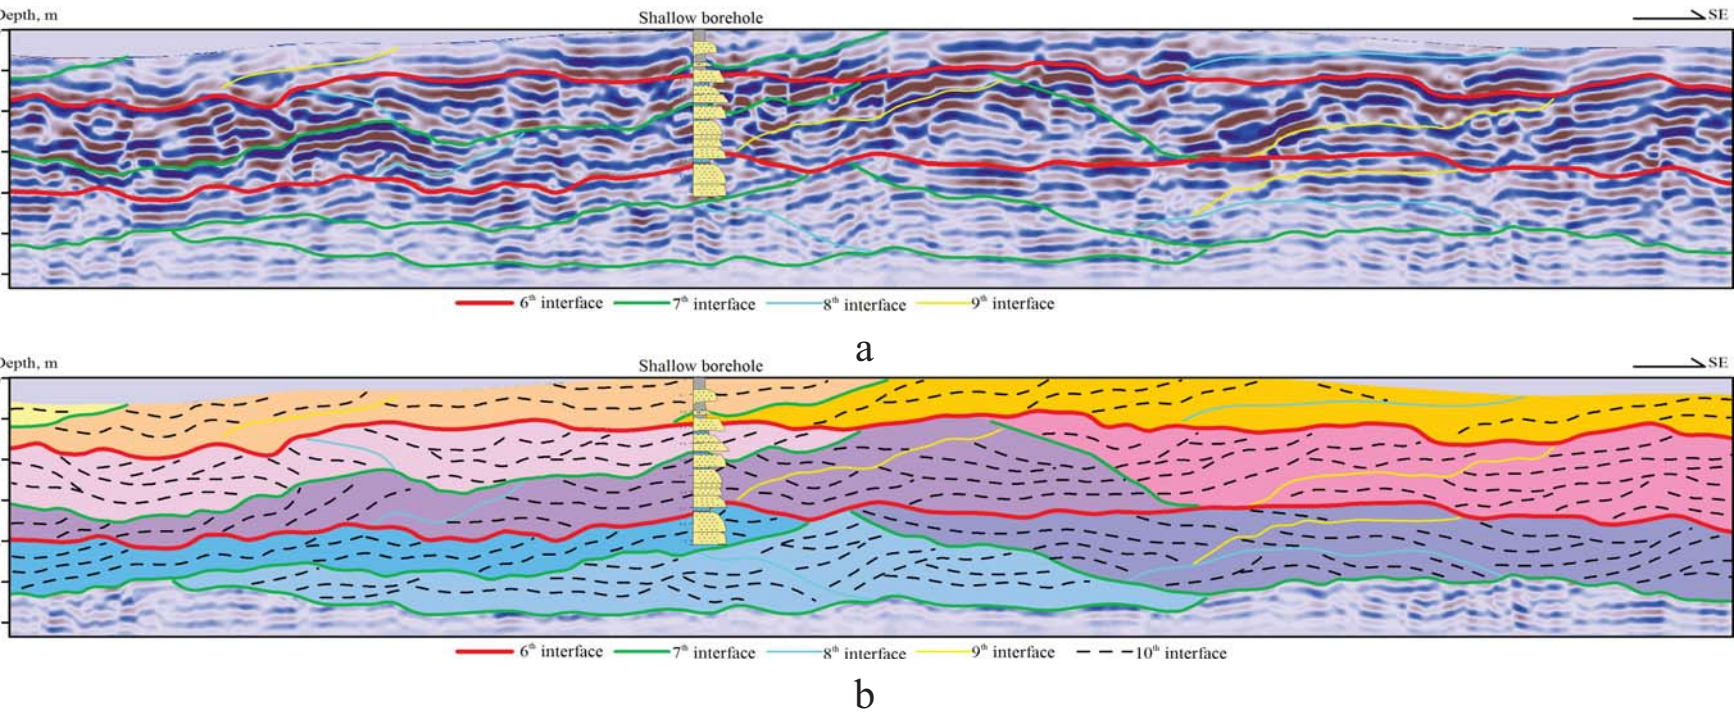 Depth, m
Shallow borehole
SE
6th interface 7th interface 8th interface 9th interface
a
Depth, m
Shallow borehole
SE
6th interface 7th interface 8th interface 9th interface 10th interface
b